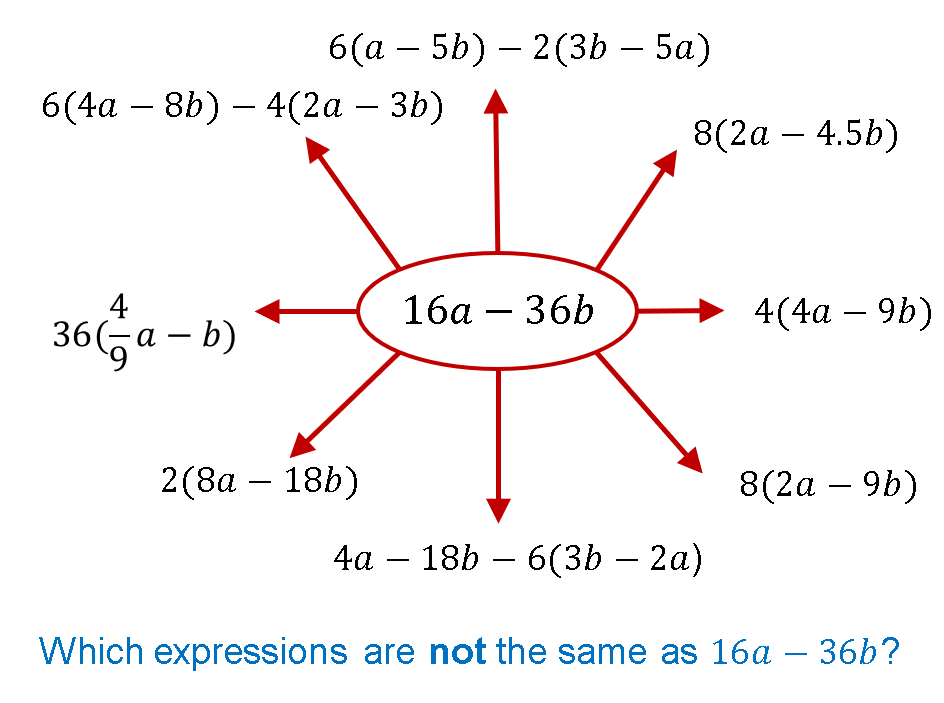 6(a − 5b) − 2(3b − 5a)
6(4a − 8b) − 4(2a − 3b)
8(2a − 4.5b)
16a − 36b
4(4a − 9b)
36(4/9 a − b)
2(8a − 18b)
8(2a − 9b)
4a − 18b − 6(3b − 2a)
Which expressions are not the same as 16a − 36b?